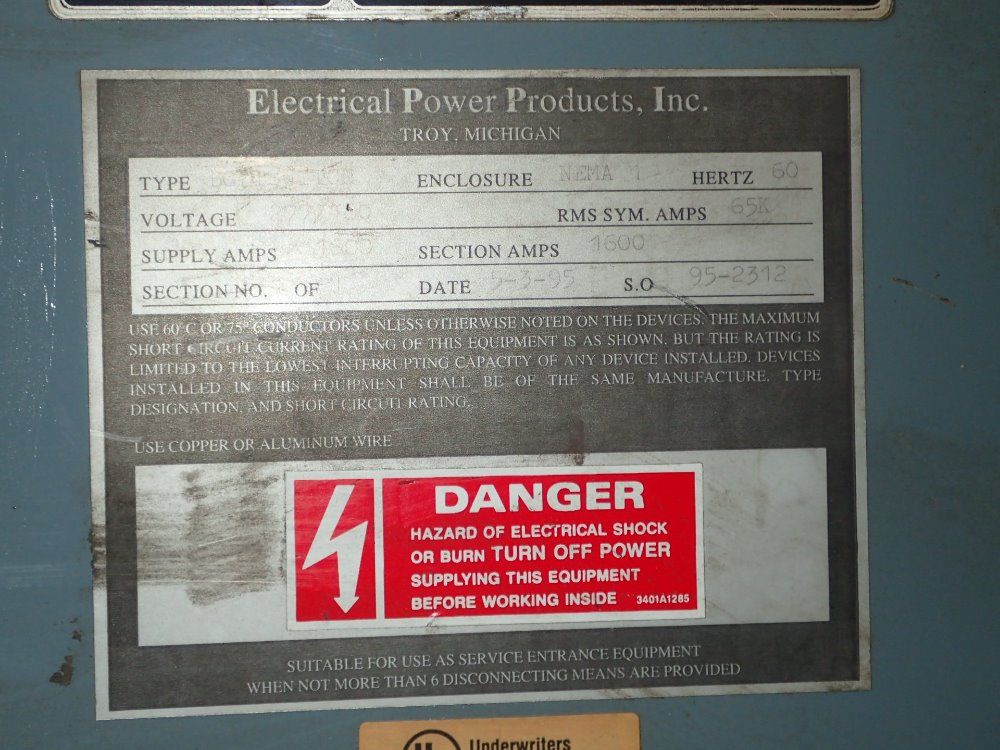 Electrical Power Products, Inc.
TROY, MICHIGAN
TYPE ENCLOSURE NEMA 1 HERTZ 60
VOLTAGE RMS SYM. AMPS 65K
SUPPLY AMPS SECTION AMPS 1600
SECTION NO. OF 1 DATE 5-3-95 S.O 95-2312
USE 60°C OR 75° CONDUCTORS UNLESS OTHERWISE NOTED ON THE DEVICES. THE MAXIMUM
SHORT CIRCUIT CURRENT RATING OF THIS EQUIPMENT IS AS SHOWN, BUT THE RATING IS
LIMITED TO THE LOWEST INTERRUPTING CAPACITY OF ANY DEVICE INSTALLED. DEVICES
INSTALLED IN THIS EQUIPMENT SHALL BE OF THE SAME MANUFACTURE, TYPE
DESIGNATION, AND SHORT CIRCUIT RATING.
USE COPPER OR ALUMINUM WIRE
DANGER
HAZARD OF ELECTRICAL SHOCK
OR BURN TURN OFF POWER
SUPPLYING THIS EQUIPMENT
BEFORE WORKING INSIDE 3401A1285
SUITABLE FOR USE AS SERVICE ENTRANCE EQUIPMENT
WHEN NOT MORE THAN 6 DISCONNECTING MEANS ARE PROVIDED
Underwriters